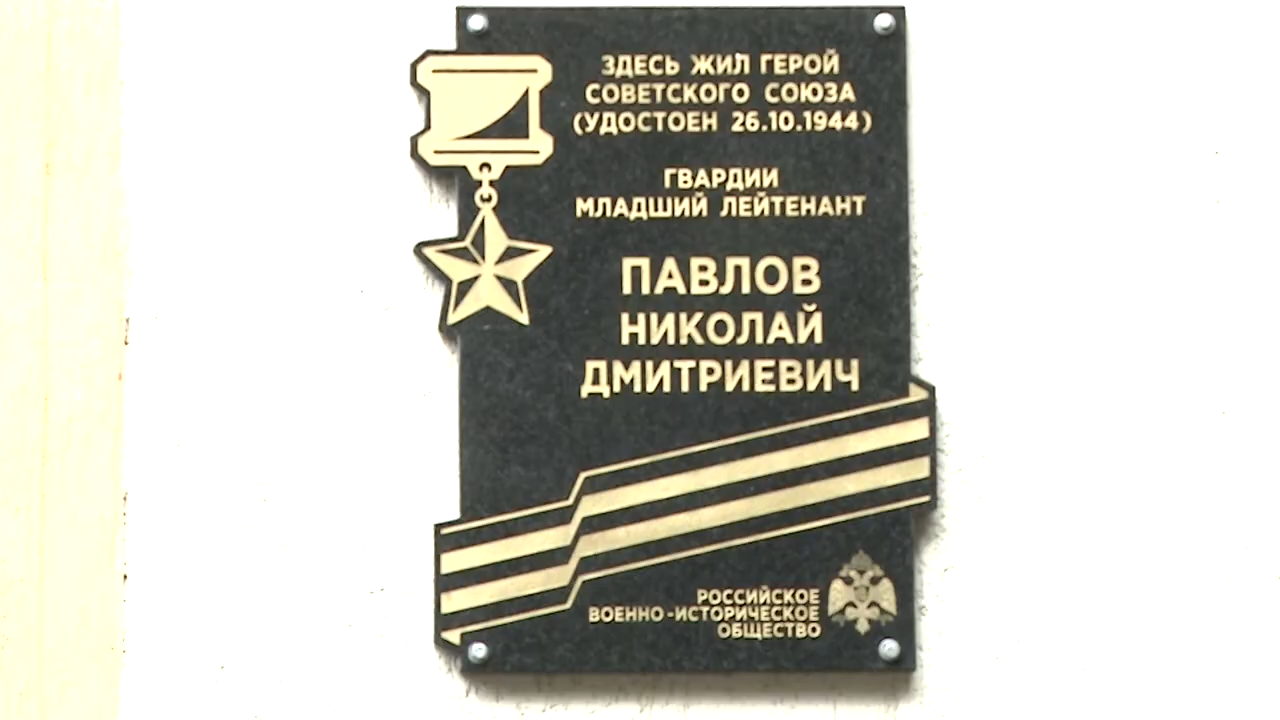 ЗДЕСЬ ЖИЛ ГЕРОЙ
СОВЕТСКОГО СОЮЗА
(УДОСТОЕН 26.10.1944)
ГВАРДИИ
МЛАДШИЙ ЛЕЙТЕНАНТ
ПАВЛОВ
НИКОЛАЙ
ДМИТРИЕВИЧ
РОССИЙСКОЕ
ВОЕННО-ИСТОРИЧЕСКОЕ
ОБЩЕСТВО